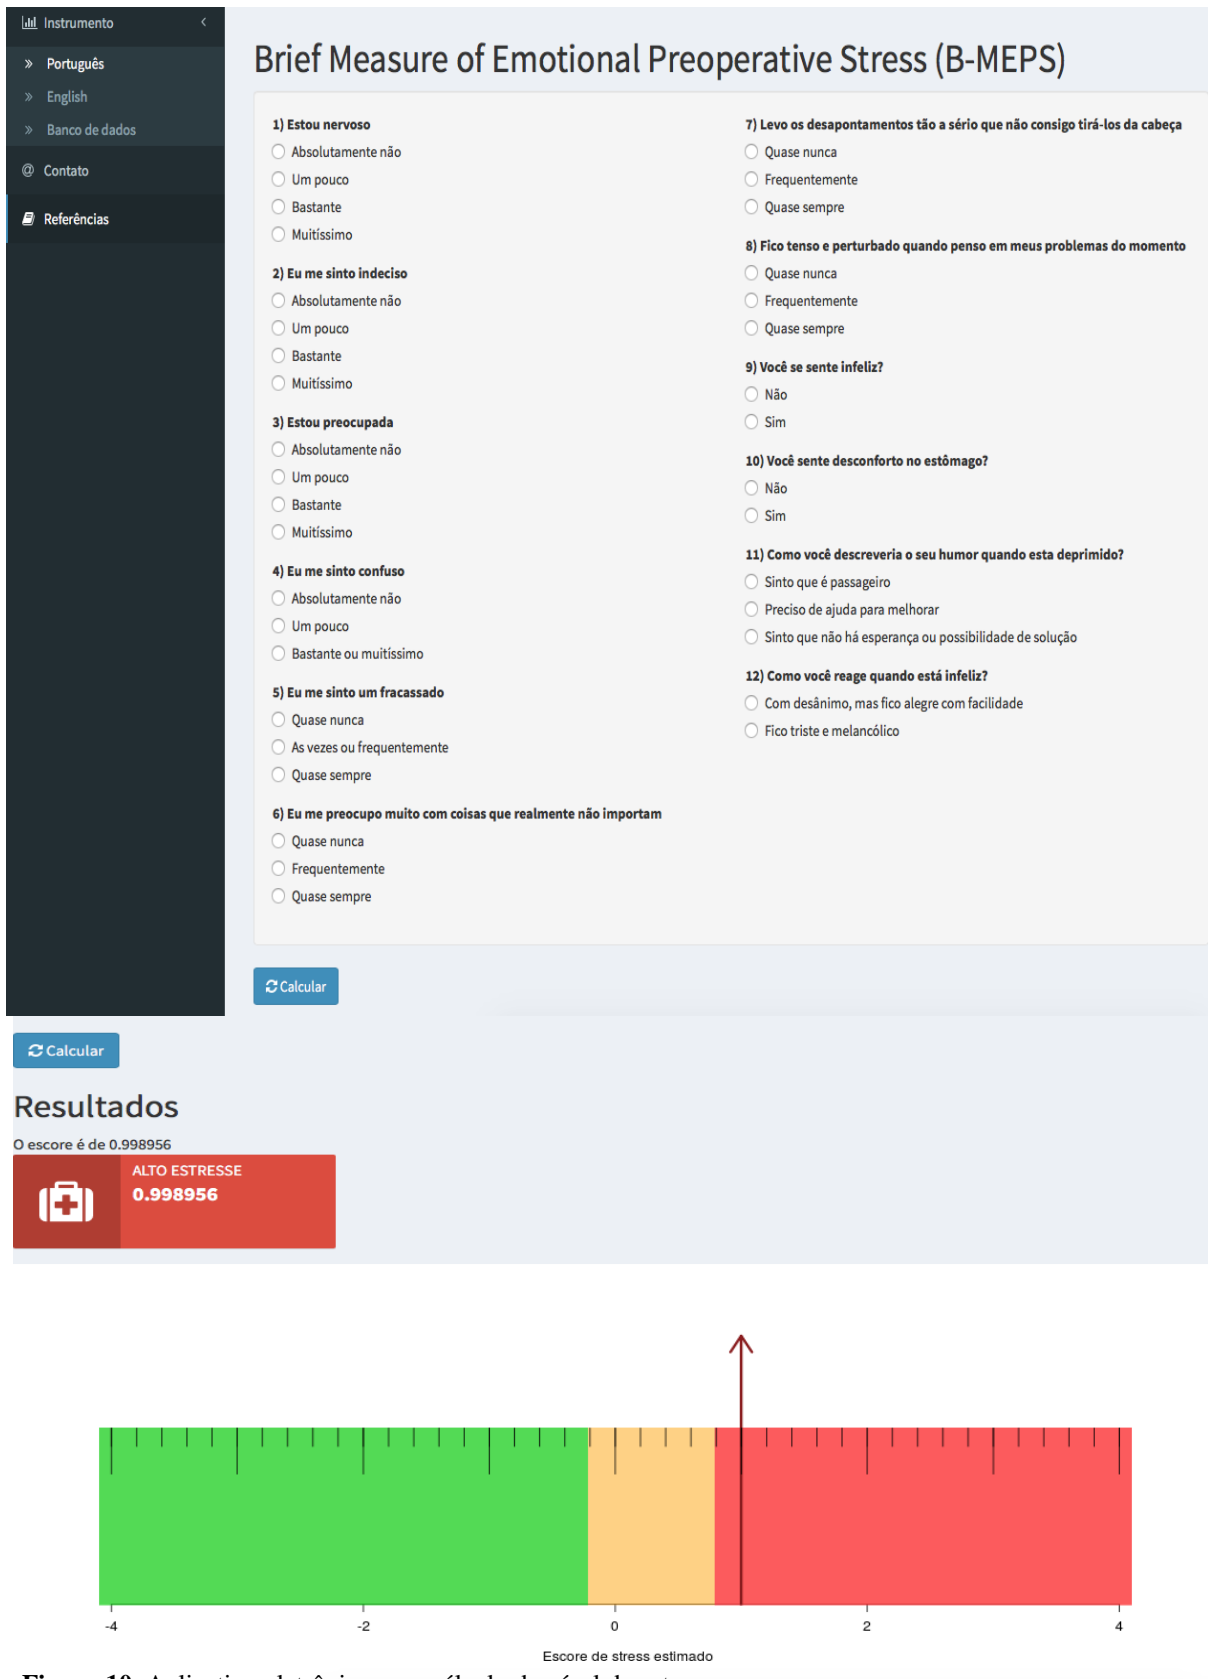 Instrumento
Português
English
Banco de dados
@ Contato
Referências
Brief Measure of Emotional Preoperative Stress (B-MEPS)
1) Estou nervoso
Absolutamente não
Um pouco
Bastante
Muitíssimo
2) Eu me sinto indeciso
Absolutamente não
Um pouco
Bastante
Muitíssimo
3) Estou preocupada
Absolutamente não
Um pouco
Bastante
Muitíssimo
4) Eu me sinto confuso
Absolutamente não
Um pouco
Bastante ou muitíssimo
5) Eu me sinto um fracassado
Quase nunca
As vezes ou frequentemente
Quase sempre
6) Eu me preocupo muito com coisas que realmente não importam
Quase nunca
Frequentemente
Quase sempre
7) Levo os desapontamentos tão a sério que não consigo tirá-los da cabeça
Quase nunca
Frequentemente
Quase sempre
8) Fico tenso e perturbado quando penso em meus problemas do momento
Quase nunca
Frequentemente
Quase sempre
9) Você se sente infeliz?
Não
Sim
10) Você sente desconforto no estômago?
Não
Sim
11) Como você descreveria o seu humor quando esta deprimido?
Sinto que é passageiro
Preciso de ajuda para melhorar
Sinto que não há esperança ou possibilidade de solução
12) Como você reage quando está infeliz?
Com desânimo, mas fico alegre com facilidade
Fico triste e melancólico
Calcular
Calcular
Resultados
O escore é de 0.998956
ALTO ESTRESSE
0.998956
-4 -2 0 2 4
Escore de stress estimado